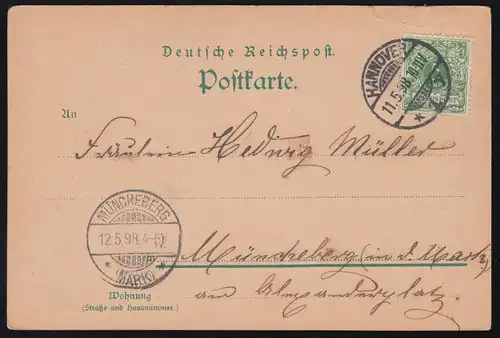 Deutsche Reichspost.
Postkarte.
HANNOVER
11.5.98.
An
Fräulein Hedwig Müller
MÜNCHEBERG
12.5.98.4-5N
(MARK)
Müncheberg (in d. Mark)
am Alexanderplatz.
Wohnung
(Straße und Hausnummer)